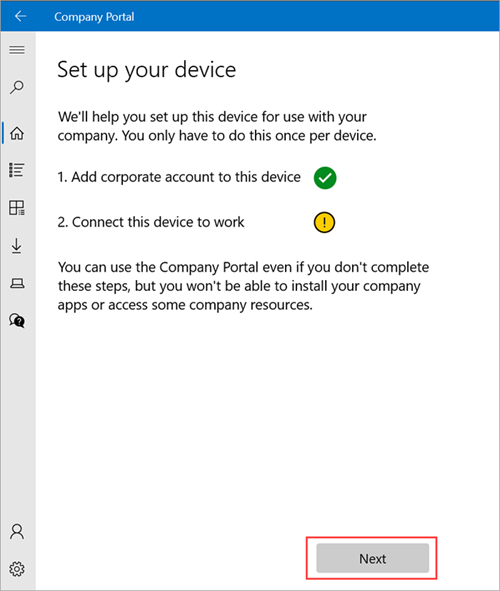 Company Portal
Set up your device
We'll help you set up this device for use with your
company. You only have to do this once per device.
1. Add corporate account to this device
2. Connect this device to work
You can use the Company Portal even if you don't complete
these steps, but you won't be able to install your company
apps or access some company resources.
Next